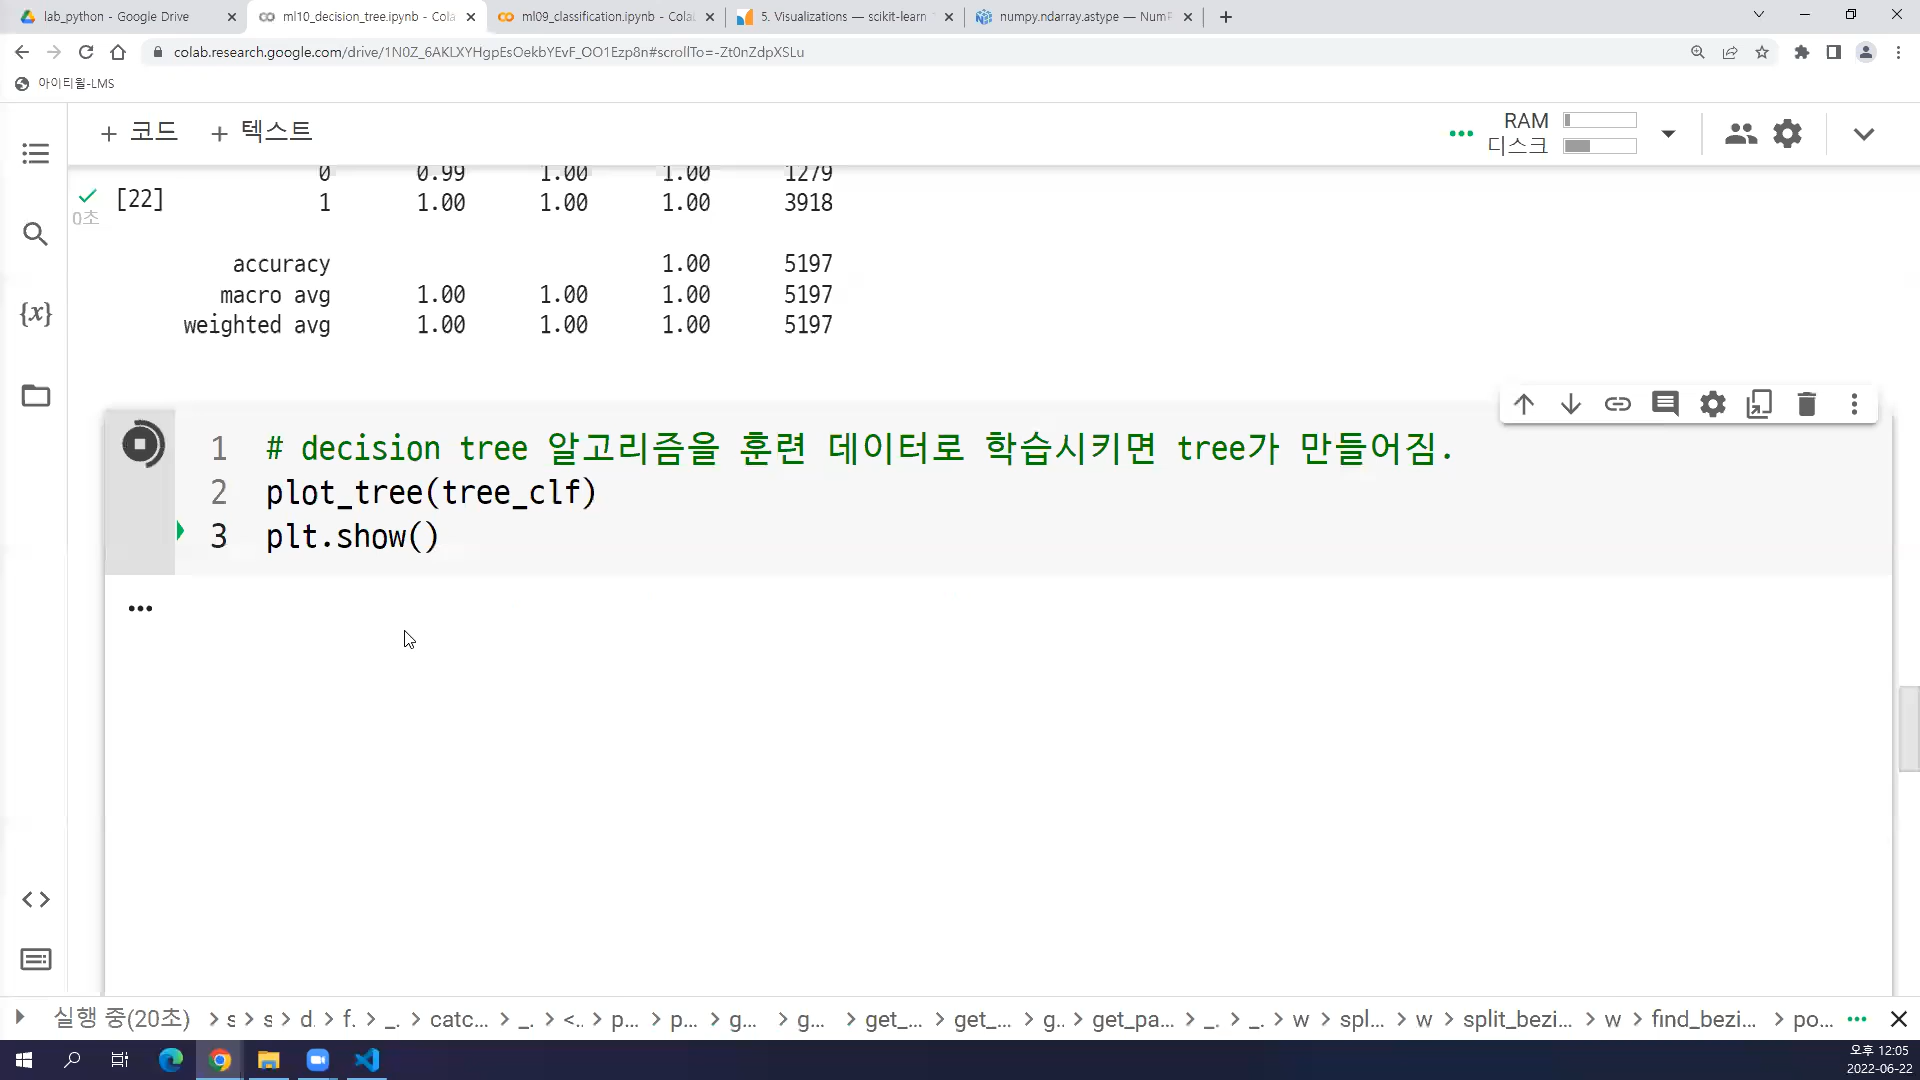 lab_python - Google Drive
ml10_decision_tree.ipynb - Cola
ml09_classification.ipynb - Cola
5. Visualizations — scikit-learn
numpy.ndarray.astype — NumP
colab.research.google.com/drive/1N0Z_6AKLXYHgpEsOekbYEvF_OO1Ezp8n#scrollTo=-Zt0nZdpXSLu
아이티윌-LMS
+ 코드 + 텍스트
RAM
디스크
0 0.99 1.00 1.00 1279
[22] 1 1.00 1.00 1.00 3918
0초
accuracy 1.00 5197
macro avg 1.00 1.00 1.00 5197
weighted avg 1.00 1.00 1.00 5197
{x}
1 # decision tree 알고리즘을 훈련 데이터로 학습시키면 tree가 만들어짐.
2 plot_tree(tree_clf)
3 plt.show()
실행 중(20초) > s > s > d. > f. > _. > catc... > _. > <.. > p... > p... > g... > g... > get_... > get_... > g. > get_pa... > _. > _. > w > spl... > w > split_bezi... > w > find_bezi... > po...
오후 12:05
2022-06-22